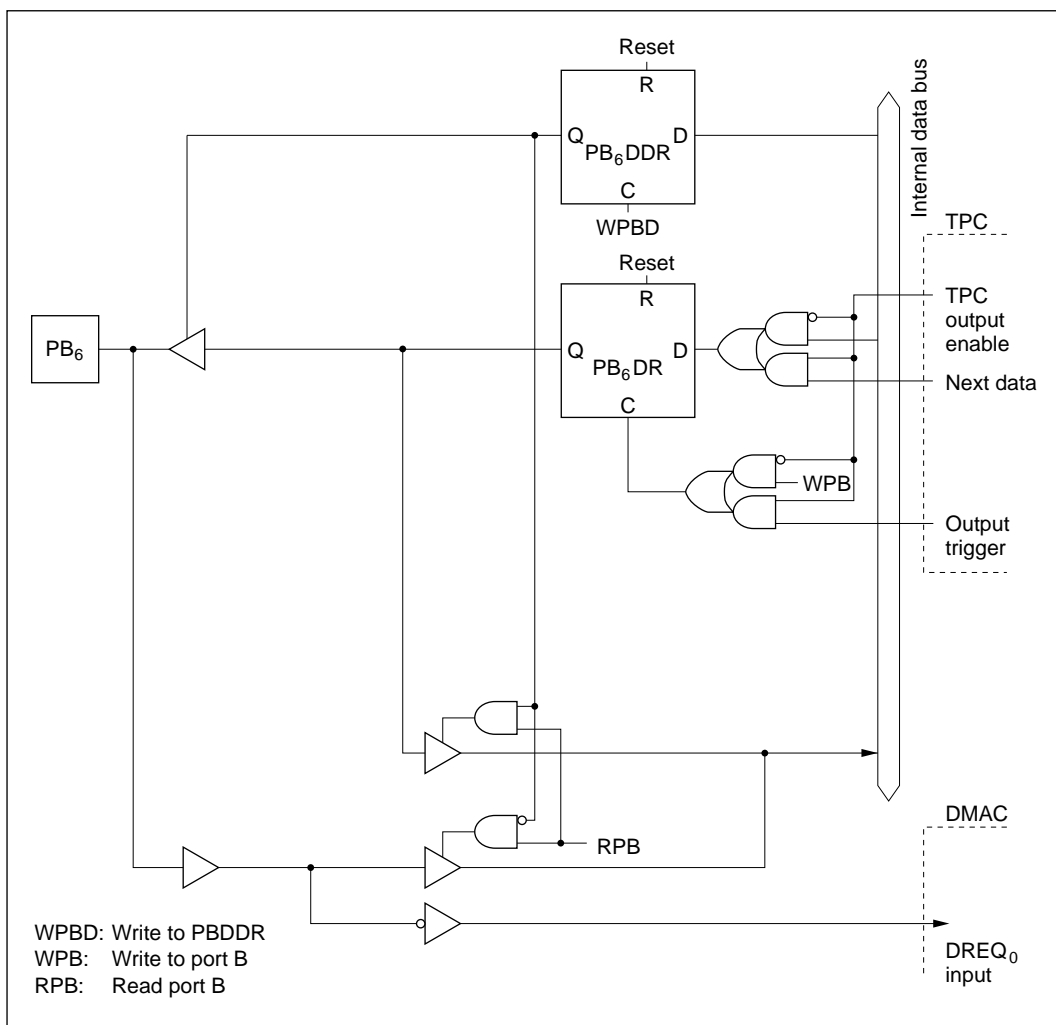 Reset
R
Q
PB₆DDR
D
C
WPBD
Internal data bus
TPC
Reset
R
TPC
output
enable
PB₆
Q
PB₆DR
D
C
Next data
WPB
Output
trigger
DMAC
RPB
WPBD: Write to PBDDR
WPB: Write to port B
RPB: Read port B
DREQ₀
input